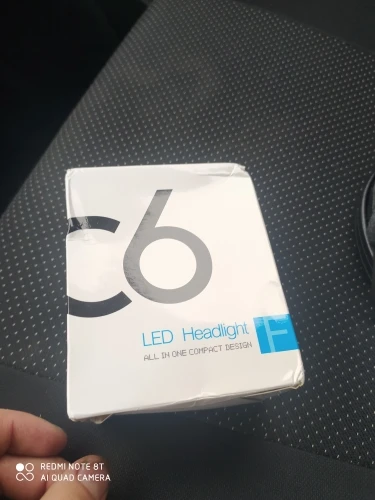 C6
LED Headlight
ALL IN ONE COMPACT DESIGN
F
REDMI NOTE 8T
AI QUAD CAMERA